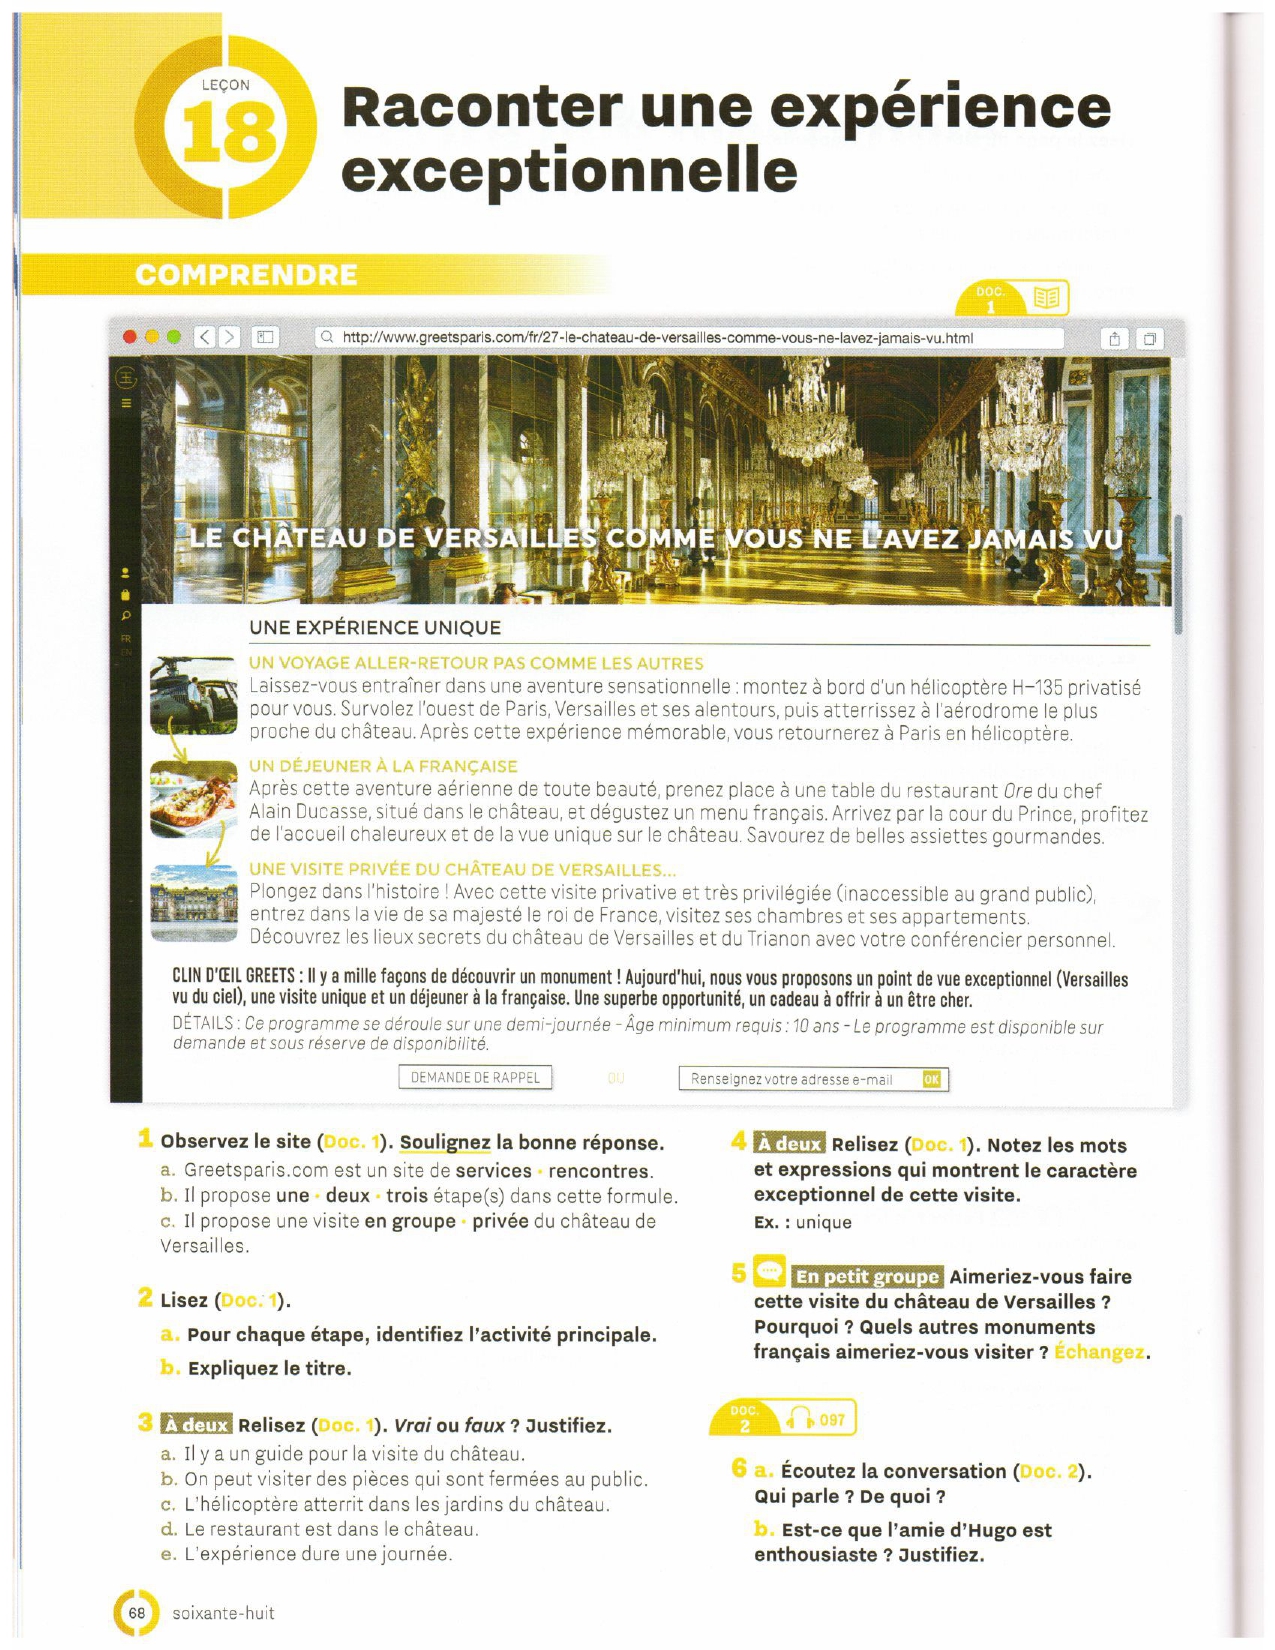 LEÇON
18
Raconter une expérience
exceptionnelle
COMPRENDRE
DOC.
1
http://www.greetsparis.com/fr/27-le-chateau-de-versailles-comme-vous-ne-lavez-jamais-vu.html
LE CHÂTEAU DE VERSAILLES COMME VOUS NE L'AVEZ JAMAIS VU
FR
EN
UNE EXPÉRIENCE UNIQUE
UN VOYAGE ALLER-RETOUR PAS COMME LES AUTRES
Laissez-vous entraîner dans une aventure sensationnelle : montez à bord d'un hélicoptère H–135 privatisé
pour vous. Survolez l'ouest de Paris, Versailles et ses alentours, puis atterrissez à l'aérodrome le plus
proche du château. Après cette expérience mémorable, vous retournerez à Paris en hélicoptère.
UN DÉJEUNER À LA FRANÇAISE
Après cette aventure aérienne de toute beauté, prenez place à une table du restaurant Ore du chef
Alain Ducasse, situé dans le château, et dégustez un menu français. Arrivez par la cour du Prince, profitez
de l'accueil chaleureux et de la vue unique sur le château. Savourez de belles assiettes gourmandes.
UNE VISITE PRIVÉE DU CHÂTEAU DE VERSAILLES...
Plongez dans l'histoire ! Avec cette visite privative et très privilégiée (inaccessible au grand public),
entrez dans la vie de sa majesté le roi de France, visitez ses chambres et ses appartements.
Découvrez les lieux secrets du château de Versailles et du Trianon avec votre conférencier personnel.
CLIN D'ŒIL GREETS : Il y a mille façons de découvrir un monument ! Aujourd'hui, nous vous proposons un point de vue exceptionnel (Versailles
vu du ciel), une visite unique et un déjeuner à la française. Une superbe opportunité, un cadeau à offrir à un être cher.
DÉTAILS : Ce programme se déroule sur une demi-journée - Âge minimum requis : 10 ans - Le programme est disponible sur
demande et sous réserve de disponibilité.
DEMANDE DE RAPPEL OU Renseignez votre adresse e-mail OK
1 Observez le site (Doc. 1). Soulignez la bonne réponse.
a. Greetsparis.com est un site de services • rencontres.
b. Il propose une • deux • trois étape(s) dans cette formule.
c. Il propose une visite en groupe • privée du château de
Versailles.
2 Lisez (Doc. 1).
a. Pour chaque étape, identifiez l'activité principale.
b. Expliquez le titre.
3 À deux Relisez (Doc. 1). Vrai ou faux ? Justifiez.
a. Il y a un guide pour la visite du château.
b. On peut visiter des pièces qui sont fermées au public.
c. L'hélicoptère atterrit dans les jardins du château.
d. Le restaurant est dans le château.
e. L'expérience dure une journée.
4 À deux Relisez (Doc. 1). Notez les mots
et expressions qui montrent le caractère
exceptionnel de cette visite.
Ex. : unique
5 En petit groupe Aimeriez-vous faire
cette visite du château de Versailles ?
Pourquoi ? Quels autres monuments
français aimeriez-vous visiter ? Échangez.
DOC.
2
097
6 a. Écoutez la conversation (Doc. 2).
Qui parle ? De quoi ?
b. Est-ce que l'amie d'Hugo est
enthousiaste ? Justifiez.
68 soixante-huit